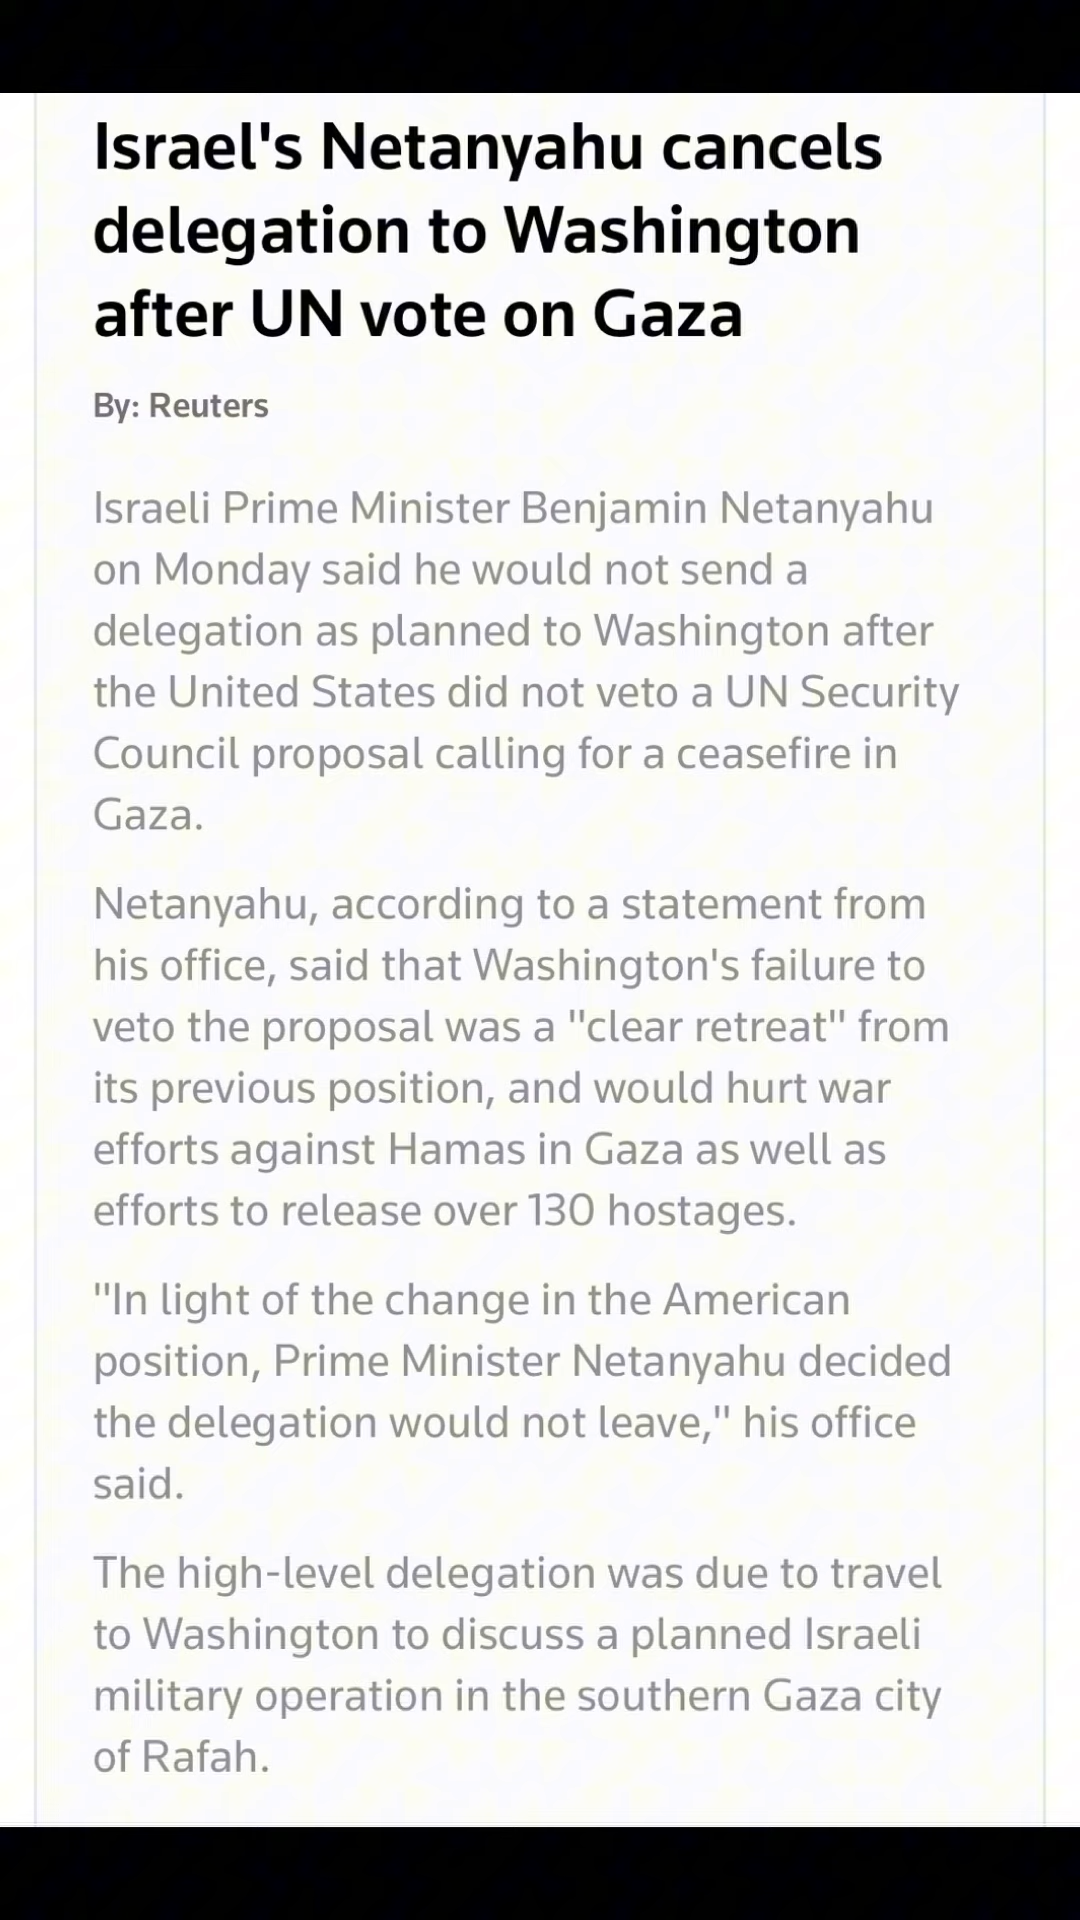 Israel's Netanyahu cancels
delegation to Washington
after UN vote on Gaza
By: Reuters
Israeli Prime Minister Benjamin Netanyahu
on Monday said he would not send a
delegation as planned to Washington after
the United States did not veto a UN Security
Council proposal calling for a ceasefire in
Gaza.
Netanyahu, according to a statement from
his office, said that Washington's failure to
veto the proposal was a "clear retreat" from
its previous position, and would hurt war
efforts against Hamas in Gaza as well as
efforts to release over 130 hostages.
"In light of the change in the American
position, Prime Minister Netanyahu decided
the delegation would not leave," his office
said.
The high-level delegation was due to travel
to Washington to discuss a planned Israeli
military operation in the southern Gaza city
of Rafah.